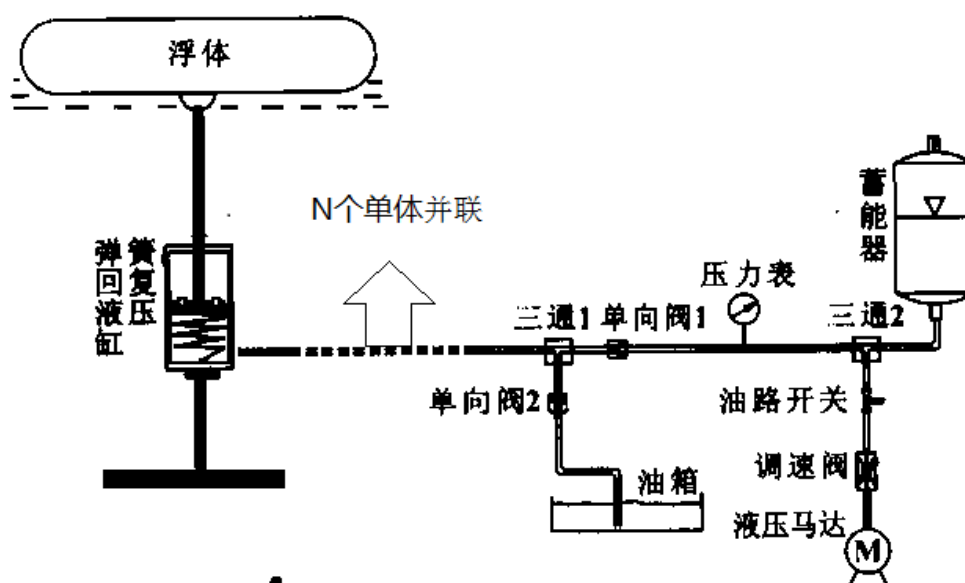 浮体
N个单体并联
弹簧
回复
液压
缸
蓄
能
器
压力表
三通1 单向阀1
三通2
单向阀2
油路开关
调速阀
油箱
液压马达
M